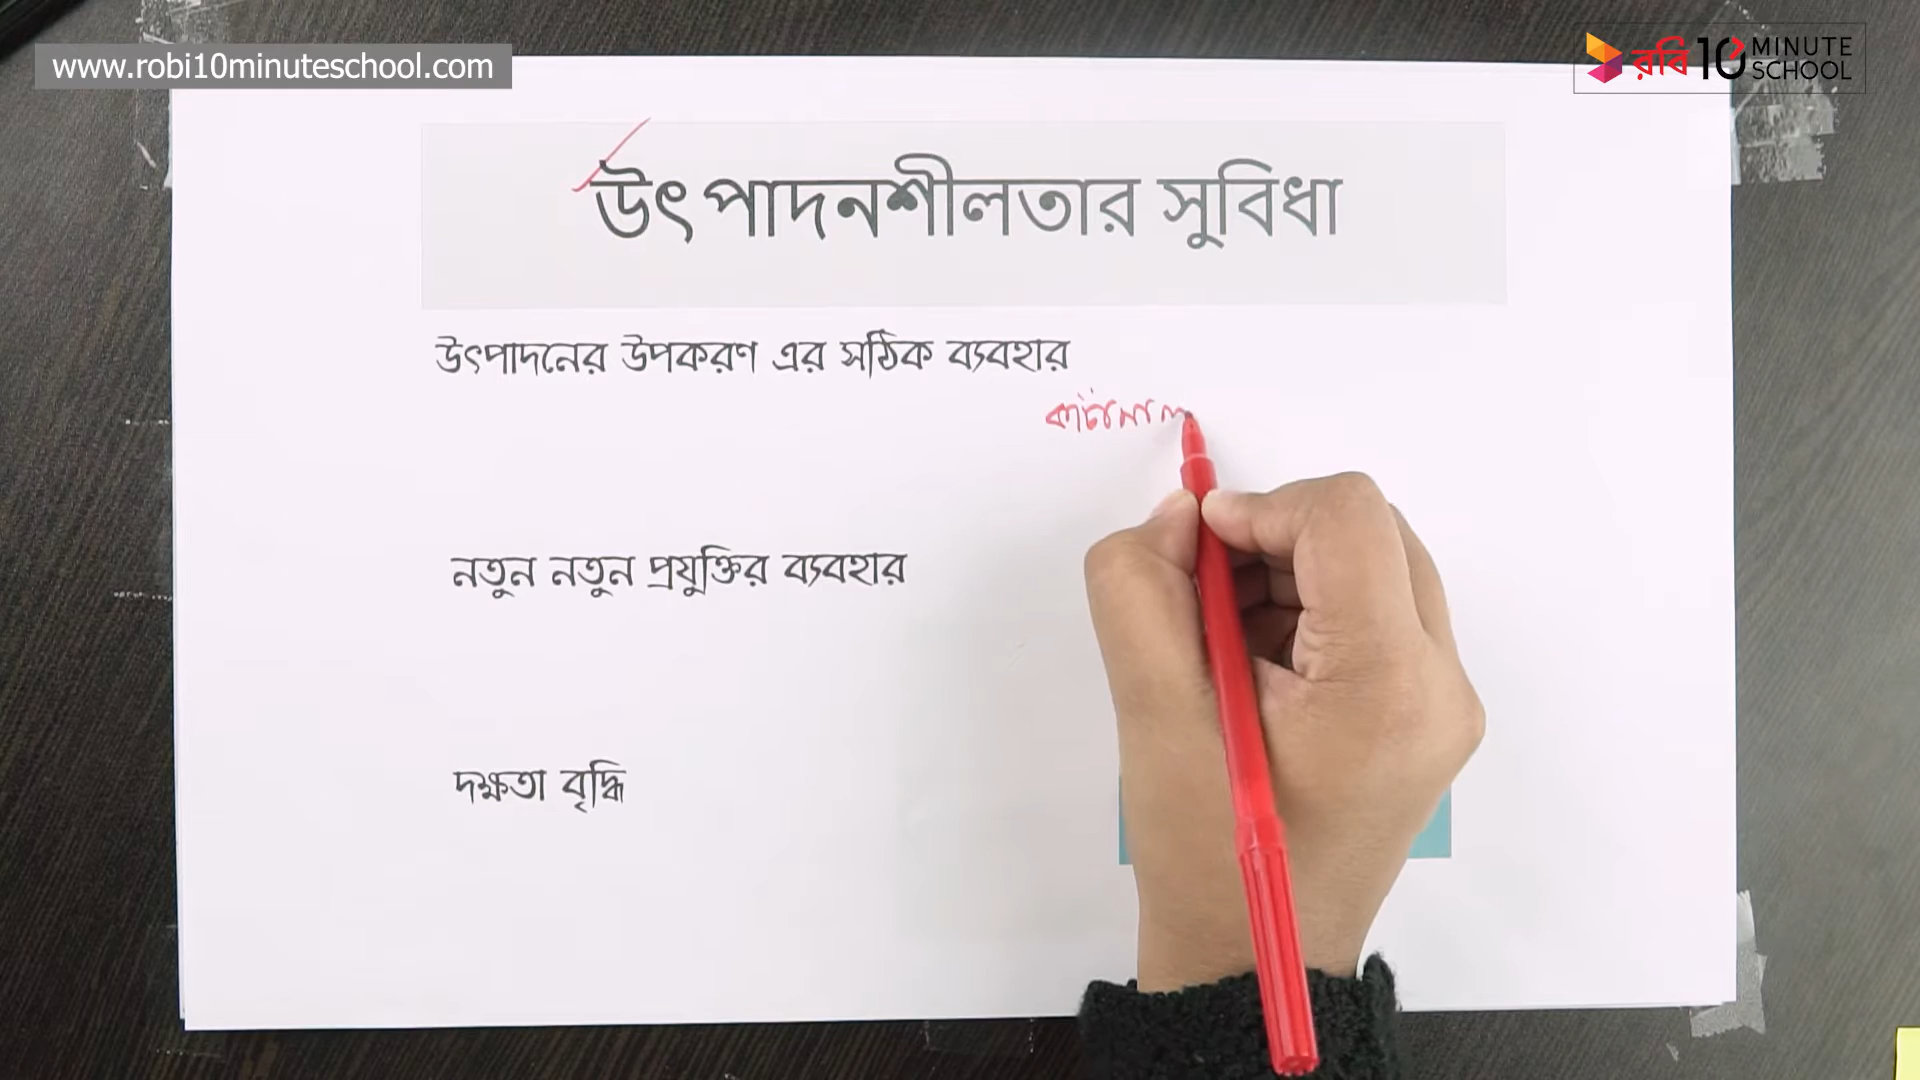 www.robi10minuteschool.com
রবি 10 MINUTE SCHOOL
উৎপাদনশীলতার সুবিধা
উৎপাদনের উপকরণ এর সঠিক ব্যবহার
কাঁচামাল
নতুন নতুন প্রযুক্তির ব্যবহার
দক্ষতা বৃদ্ধি